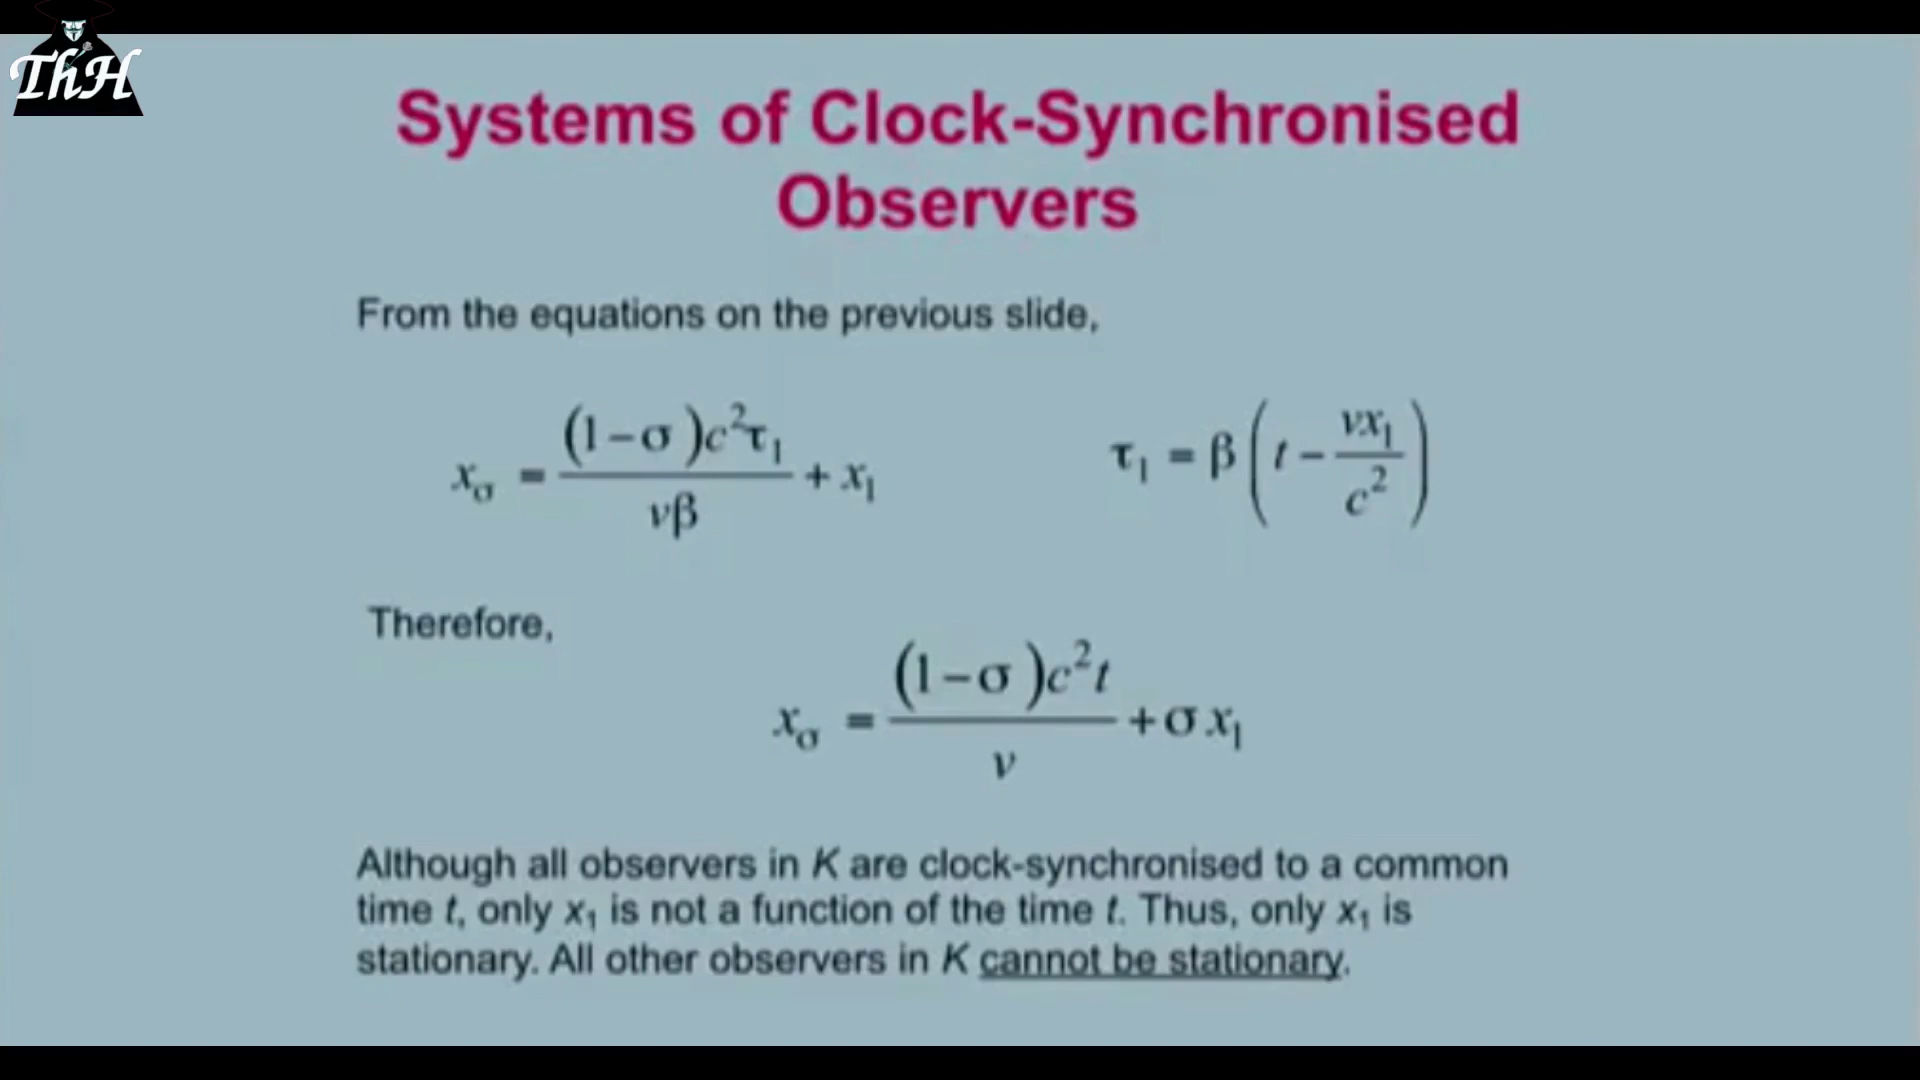 ThH
Systems of Clock-Synchronised
Observers
From the equations on the previous slide,
x_σ = (1−σ)c²τ₁ / vβ + x₁    τ₁ = β(t − vx₁/c²)
Therefore,
x_σ = (1−σ)c²t / v + σx₁
Although all observers in K are clock-synchronised to a common
time t, only x₁ is not a function of the time t. Thus, only x₁ is
stationary. All other observers in K cannot be stationary.